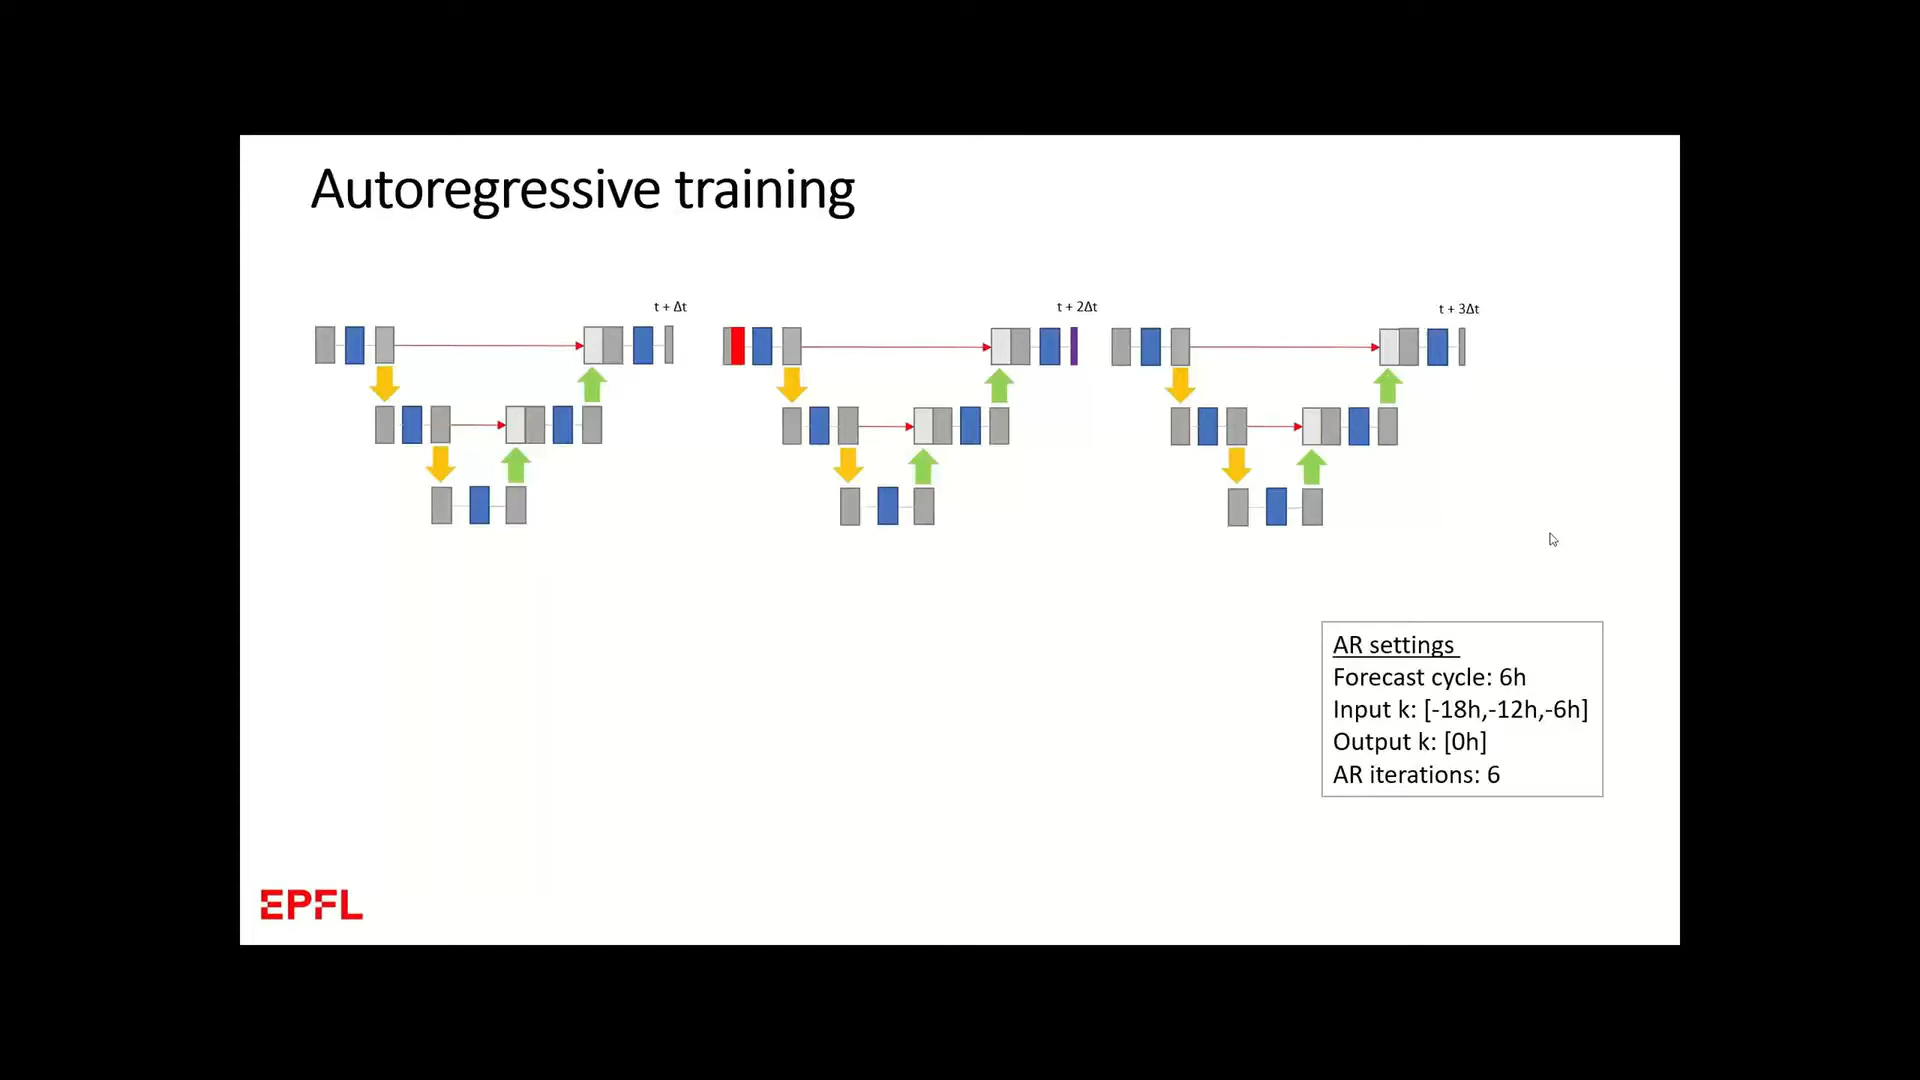 Autoregressive training
t + Δt
t + 2Δt
t + 3Δt
AR settings
Forecast cycle: 6h
Input k: [-18h,-12h,-6h]
Output k: [0h]
AR iterations: 6
EPFL